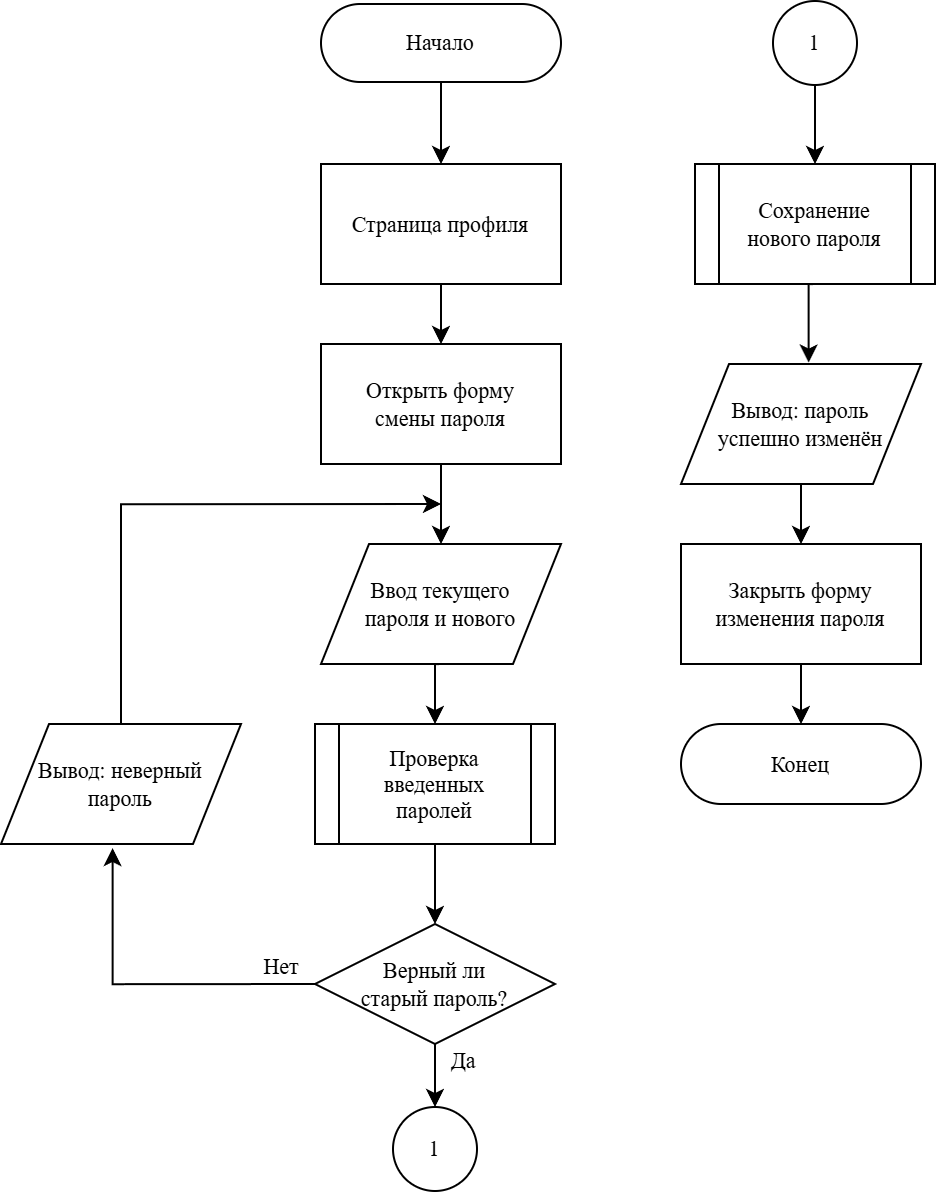 Начало
Страница профиля
Открыть форму
смены пароля
Ввод текущего
пароля и нового
Проверка
введенных
паролей
Вывод: неверный
пароль
Нет
Верный ли
старый пароль?
Да
1
1
Сохранение
нового пароля
Вывод: пароль
успешно изменён
Закрыть форму
изменения пароля
Конец